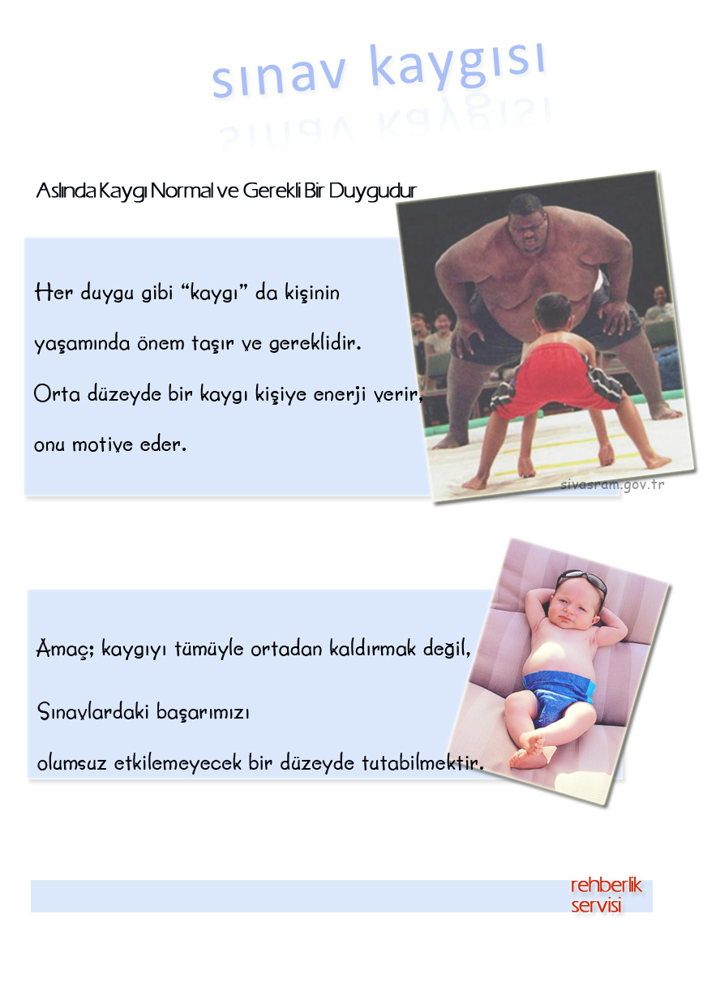 sınav kaygısı
Aslında Kaygı Normal ve Gerekli Bir Duygudur
Her duygu gibi “kaygı” da kişinin
yaşamında önem taşır ve gereklidir.
Orta düzeyde bir kaygı kişiye enerji verir,
onu motive eder.
sivasram.gov.tr
Amaç; kaygıyı tümüyle ortadan kaldırmak değil,
Sınavlardaki başarımızı
olumsuz etkilemeyecek bir düzeyde tutabilmektir.
rehberlik
servisi